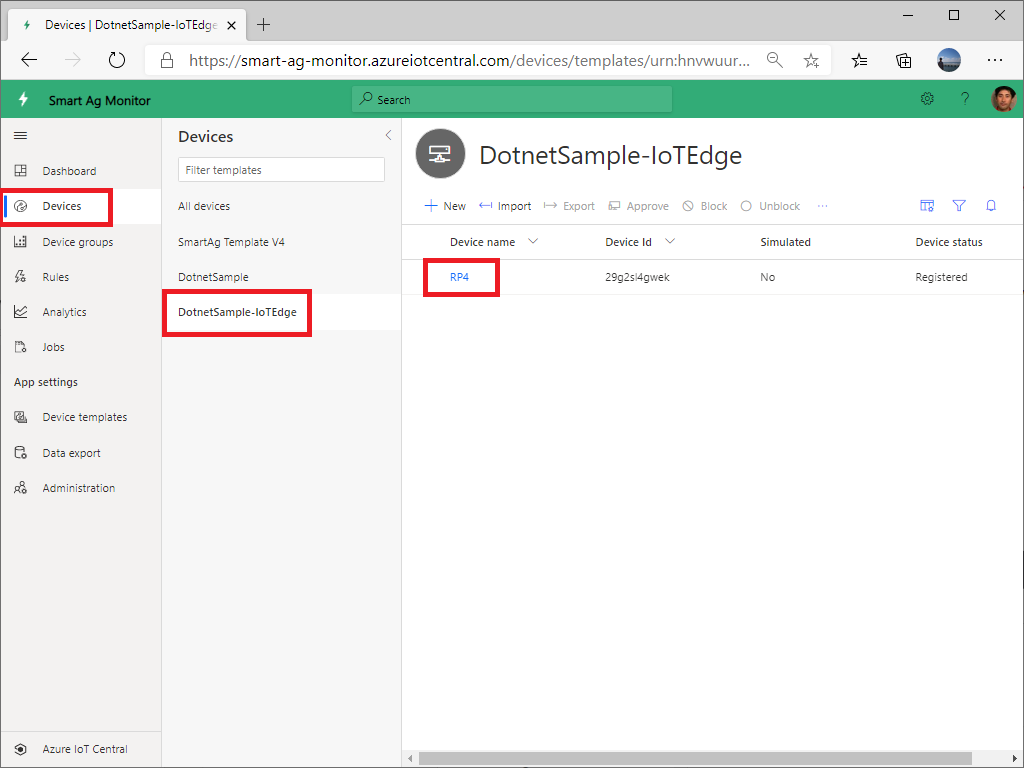 Devices | DotnetSample-IoTEdge
https://smart-ag-monitor.azureiotcentral.com/devices/templates/urn:hnvwuur...
Smart Ag Monitor
Search
?
Devices
Filter templates
All devices
SmartAg Template V4
DotnetSample
DotnetSample-IoTEdge
Dashboard
Devices
Device groups
Rules
Analytics
Jobs
App settings
Device templates
Data export
Administration
Azure IoT Central
DotnetSample-IoTEdge
New Import Export Approve Block Unblock ...
Device name Device Id Simulated Device status
RP4 29g2sl4gwek No Registered